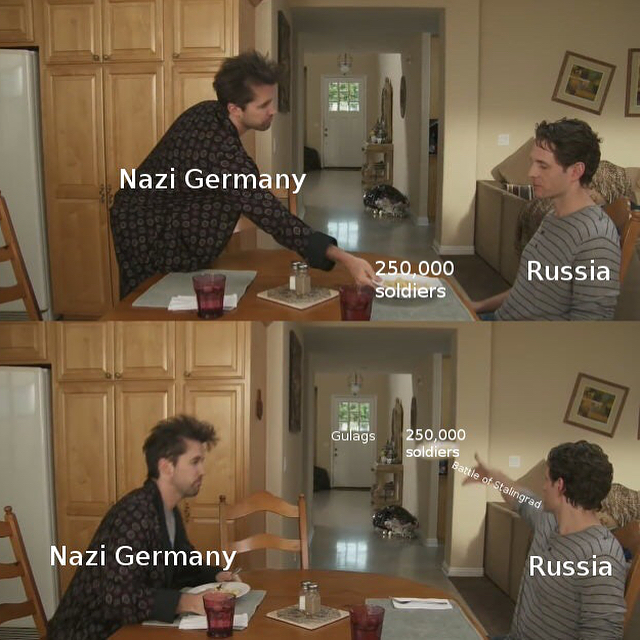 Nazi Germany
250,000
soldiers
Russia
Gulags
250,000
soldiers
Battle of Stalingrad
Nazi Germany
Russia